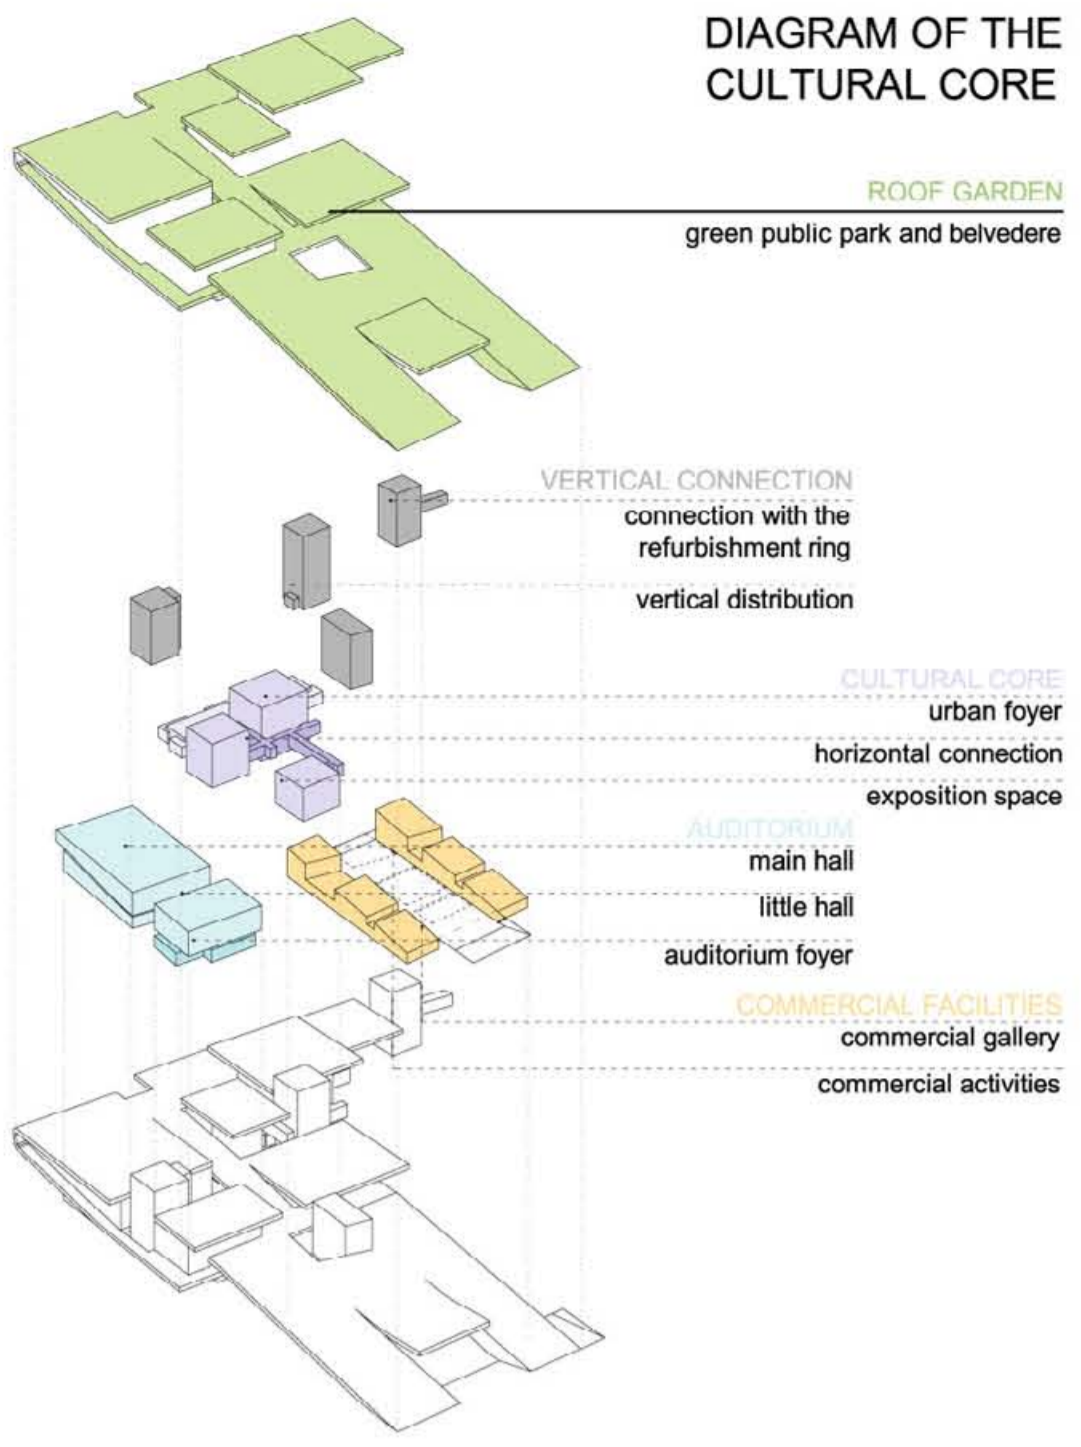 DIAGRAM OF THE
CULTURAL CORE
ROOF GARDEN
green public park and belvedere
VERTICAL CONNECTION
connection with the
refurbishment ring
vertical distribution
CULTURAL CORE
urban foyer
horizontal connection
exposition space
AUDITORIUM
main hall
little hall
auditorium foyer
COMMERCIAL FACILITIES
commercial gallery
commercial activities